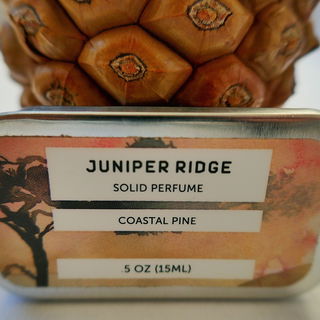 JUNIPER RIDGE
SOLID PERFUME
COASTAL PINE
.5 OZ (15ML)